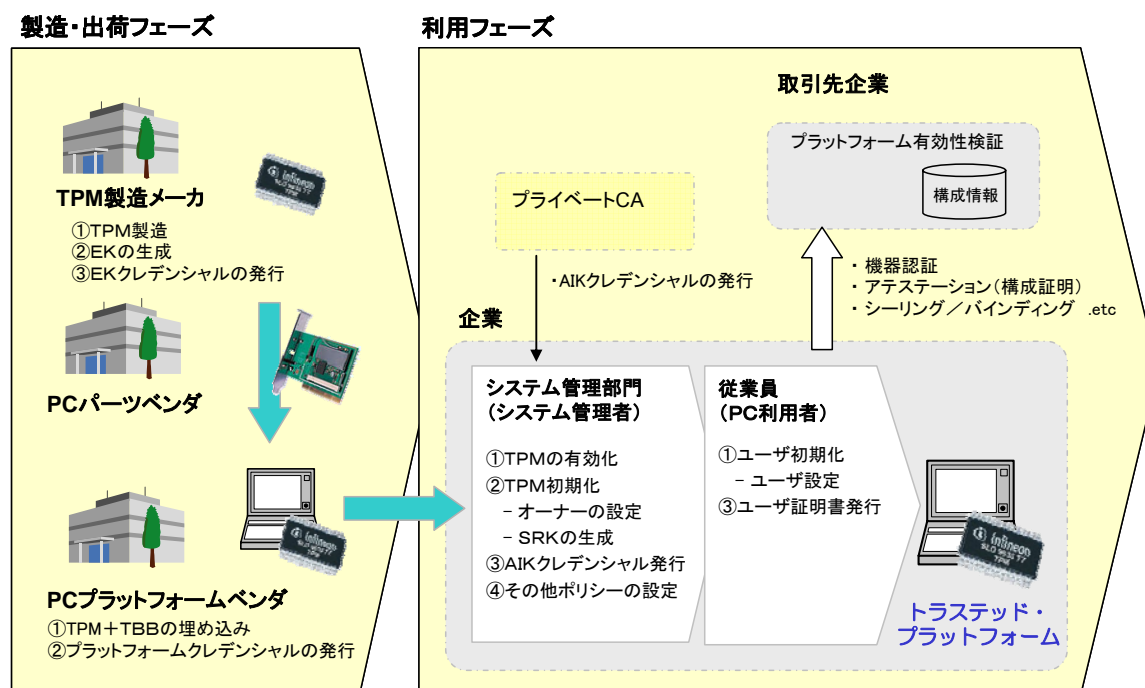 製造・出荷フェーズ
TPM製造メーカ
①TPM製造
②EKの生成
③EKクレデンシャルの発行
infineon
PCパーツベンダ
PCプラットフォームベンダ
①TPM＋TBBの埋め込み
②プラットフォームクレデンシャルの発行
infineon
利用フェーズ
取引先企業
プラットフォーム有効性検証
構成情報
プライベートCA
・AIKクレデンシャルの発行
・ 機器認証
・ アテステーション（構成証明）
・ シーリング／バインディング .etc
企業
システム管理部門
（システム管理者）
①TPMの有効化
②TPM初期化
－オーナーの設定
－SRKの生成
③AIKクレデンシャル発行
④その他ポリシーの設定
従業員
（PC利用者）
①ユーザ初期化
－ ユーザ設定
③ユーザ証明書発行
infineon
トラステッド・
プラットフォーム